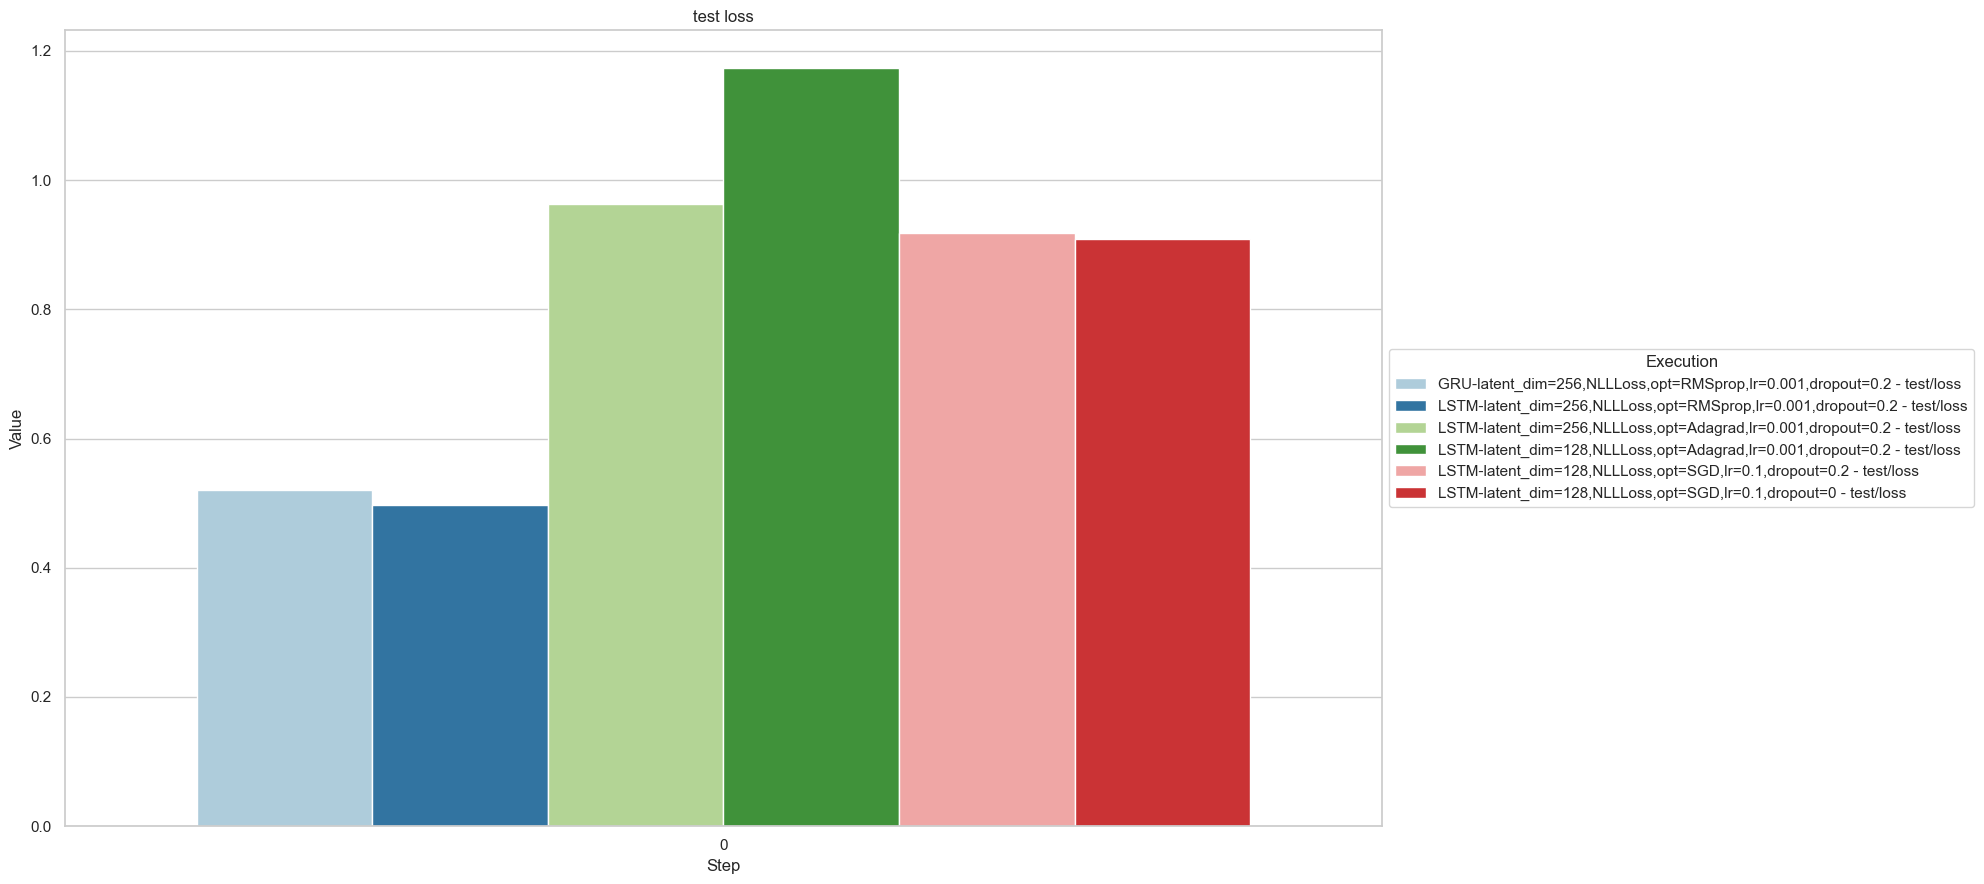 test loss
1.2
1.0
0.8
0.6
0.4
0.2
0.0
Value
0
Step
Execution
GRU-latent_dim=256,NLLLoss,opt=RMSprop,lr=0.001,dropout=0.2 - test/loss
LSTM-latent_dim=256,NLLLoss,opt=RMSprop,lr=0.001,dropout=0.2 - test/loss
LSTM-latent_dim=256,NLLLoss,opt=Adagrad,lr=0.001,dropout=0.2 - test/loss
LSTM-latent_dim=128,NLLLoss,opt=Adagrad,lr=0.001,dropout=0.2 - test/loss
LSTM-latent_dim=128,NLLLoss,opt=SGD,lr=0.1,dropout=0.2 - test/loss
LSTM-latent_dim=128,NLLLoss,opt=SGD,lr=0.1,dropout=0 - test/loss